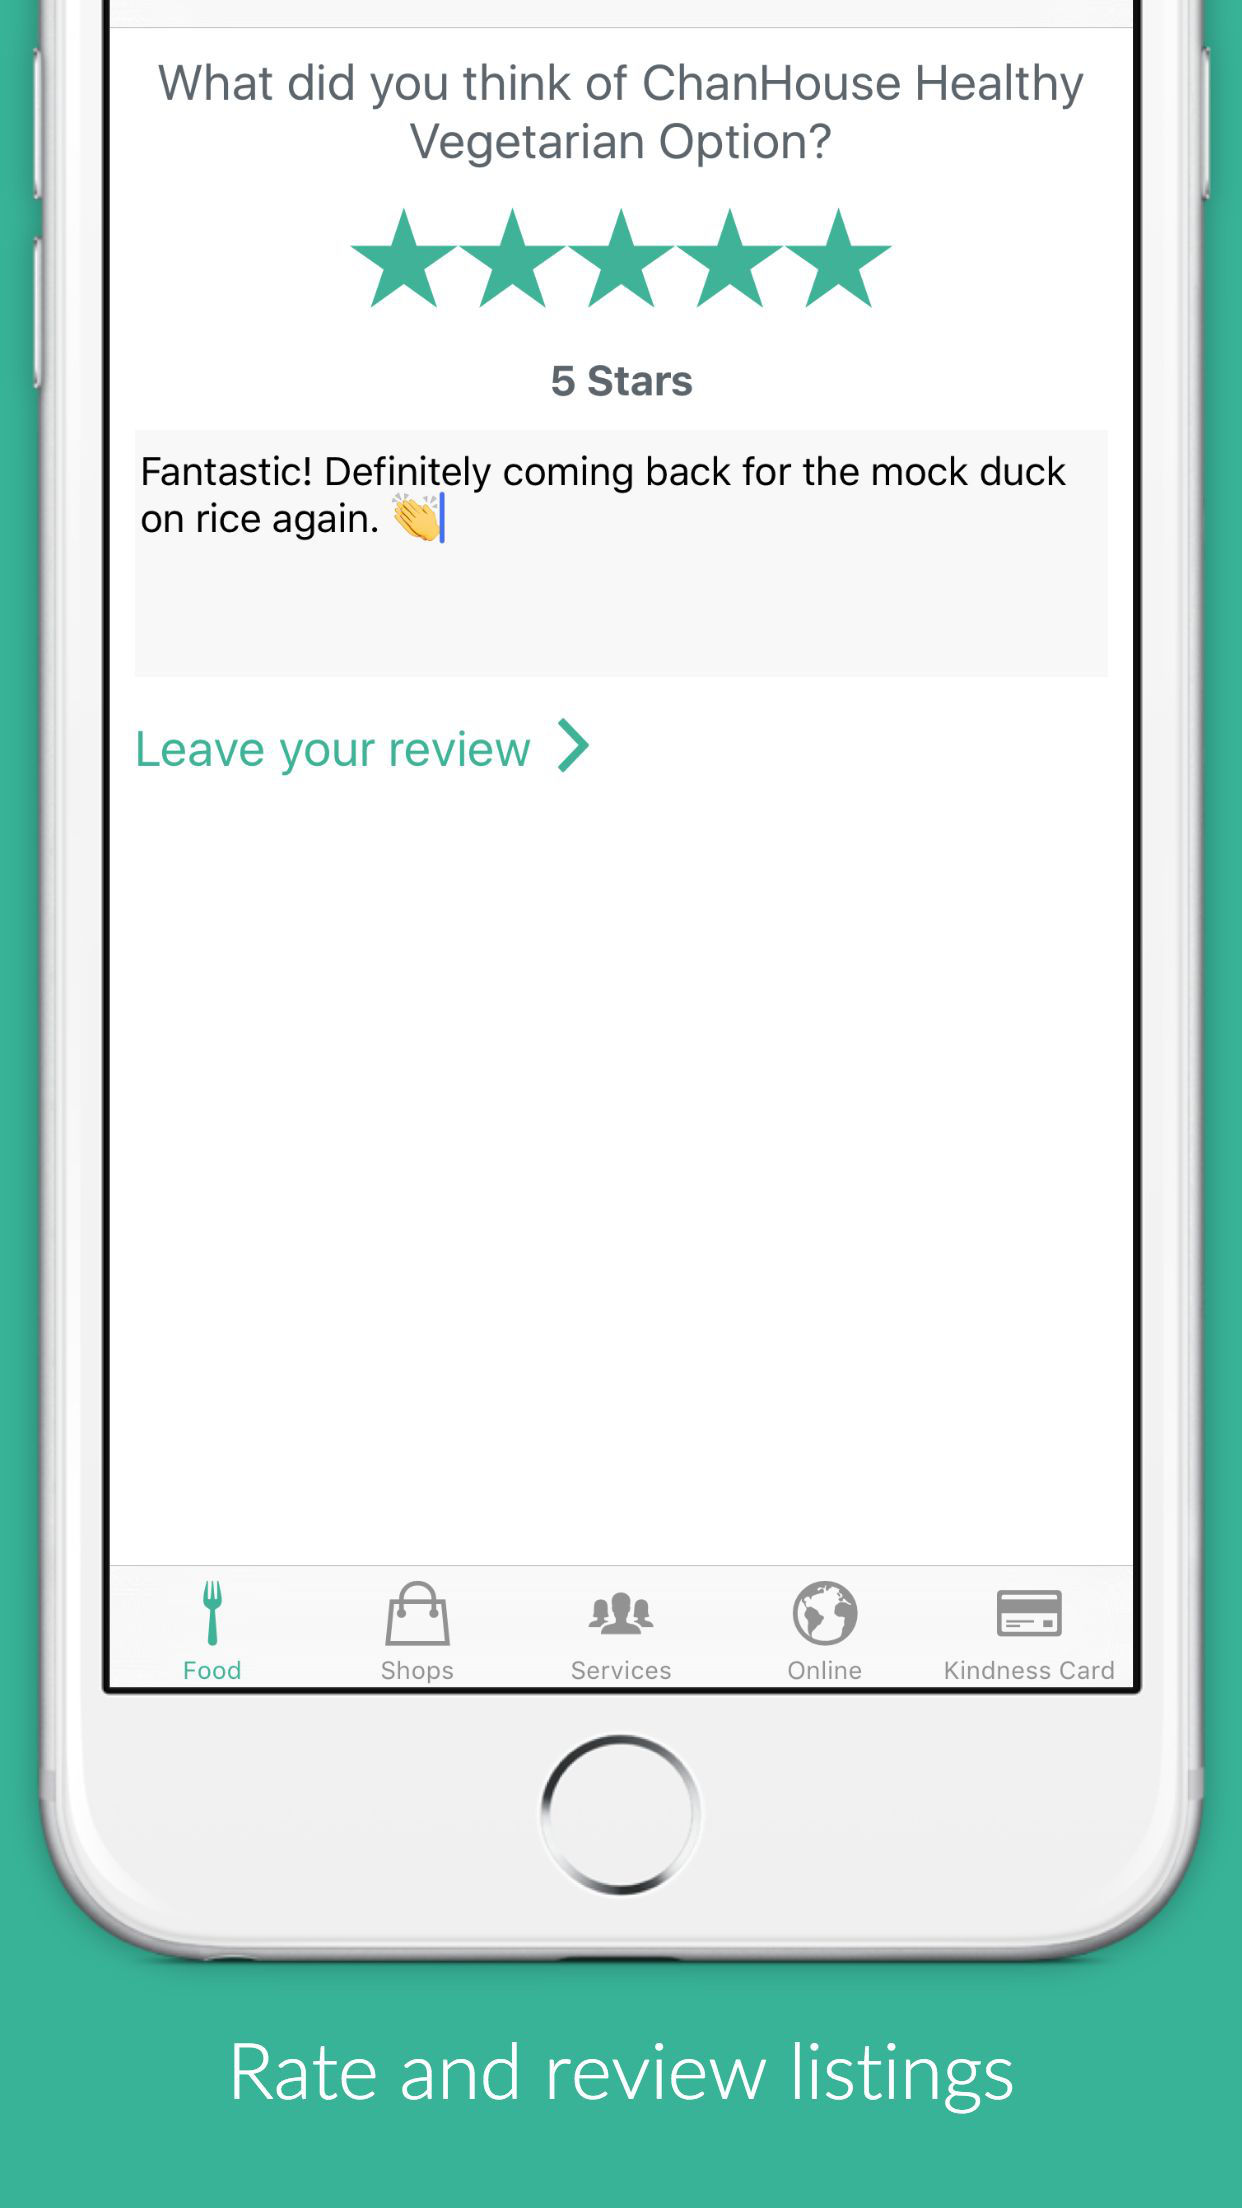 What did you think of ChanHouse Healthy
Vegetarian Option?
5 Stars
Fantastic! Definitely coming back for the mock duck
on rice again. 👏
Leave your review
Food
Shops
Services
Online
Kindness Card
Rate and review listings